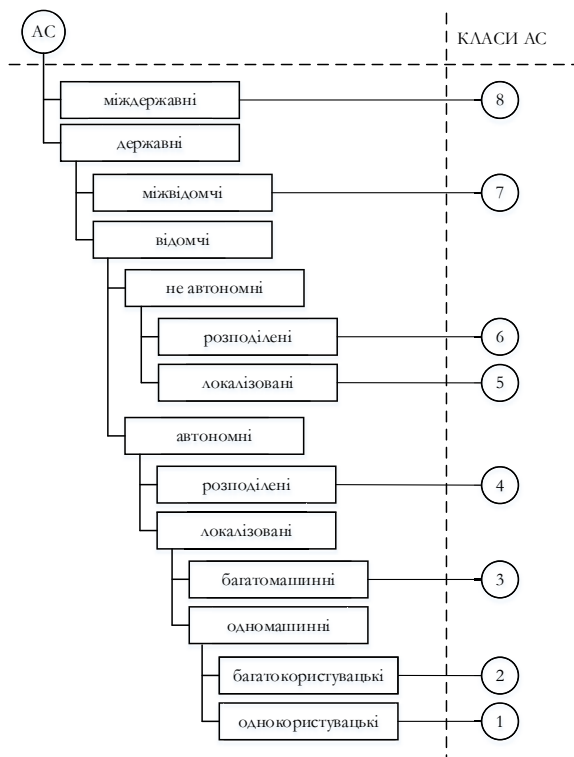 АС
КЛАСИ АС
міждержавні 8
державні
міжвідомчі 7
відомчі
не автономні
розподілені 6
локалізовані 5
автономні
розподілені 4
локалізовані
багатомашинні 3
одномашинні
багатокористувацькі 2
однокористувацькі 1